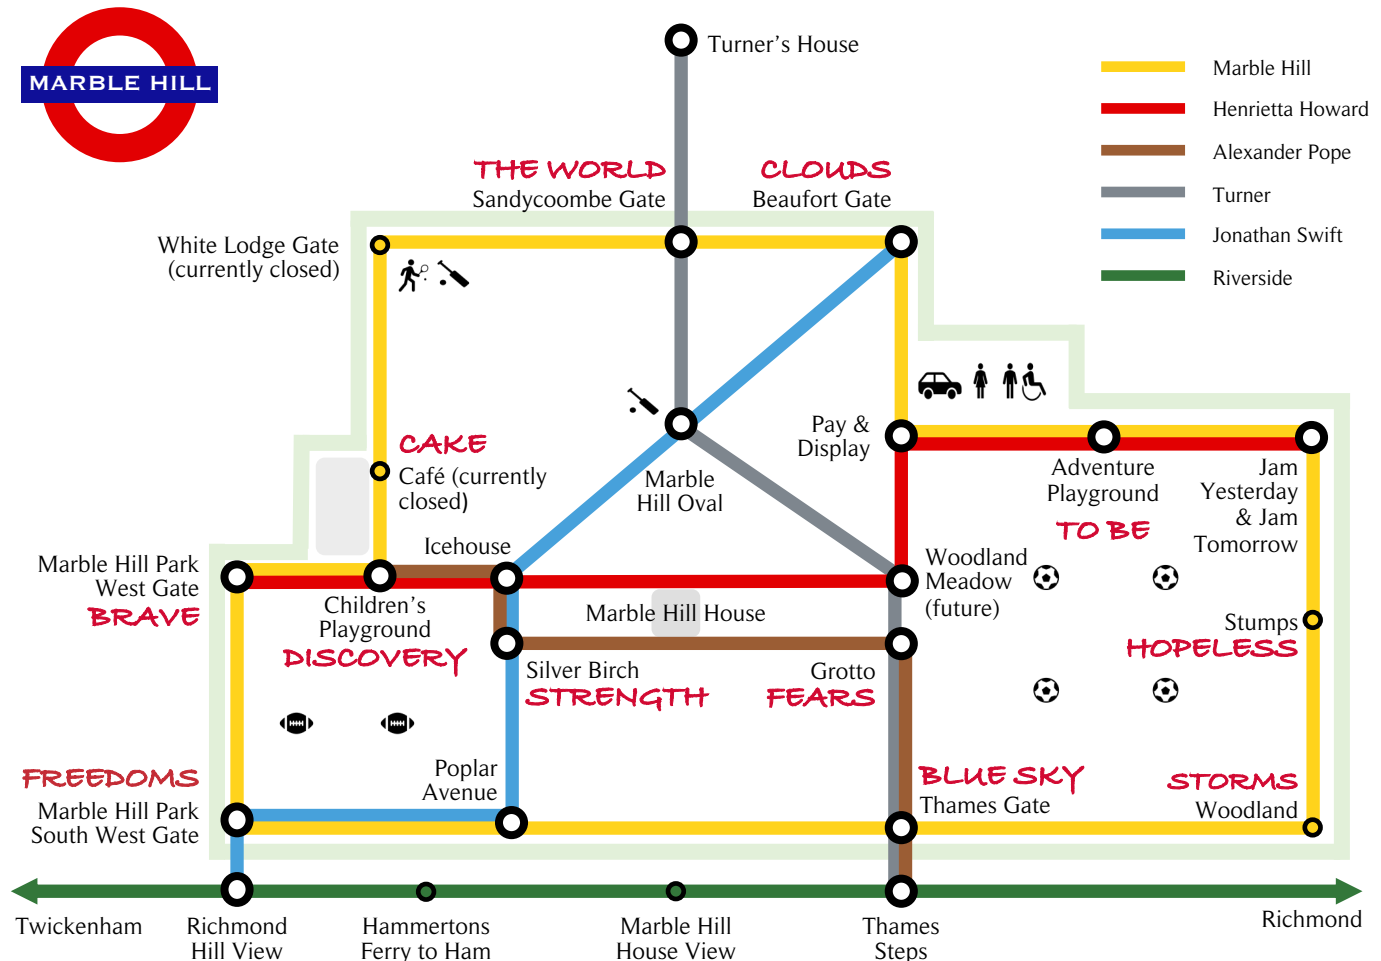 MARBLE HILL
Turner's House
Marble Hill
Henrietta Howard
Alexander Pope
Turner
Jonathan Swift
Riverside
THE WORLD
Sandycoombe Gate
CLOUDS
Beaufort Gate
White Lodge Gate
(currently closed)
Pay &
Display
CAKE
Café (currently
closed)
Marble
Hill Oval
Adventure
Playground
TO BE
Jam
Yesterday
& Jam
Tomorrow
Icehouse
Marble Hill Park
West Gate
BRAVE
Children's
Playground
DISCOVERY
Marble Hill House
Woodland
Meadow
(future)
Stumps
HOPELESS
Silver Birch
STRENGTH
Grotto
FEARS
FREEDOMS
Marble Hill Park
South West Gate
Poplar
Avenue
BLUE SKY
Thames Gate
STORMS
Woodland
Twickenham
Richmond
Hill View
Hammertons
Ferry to Ham
Marble Hill
House View
Thames
Steps
Richmond